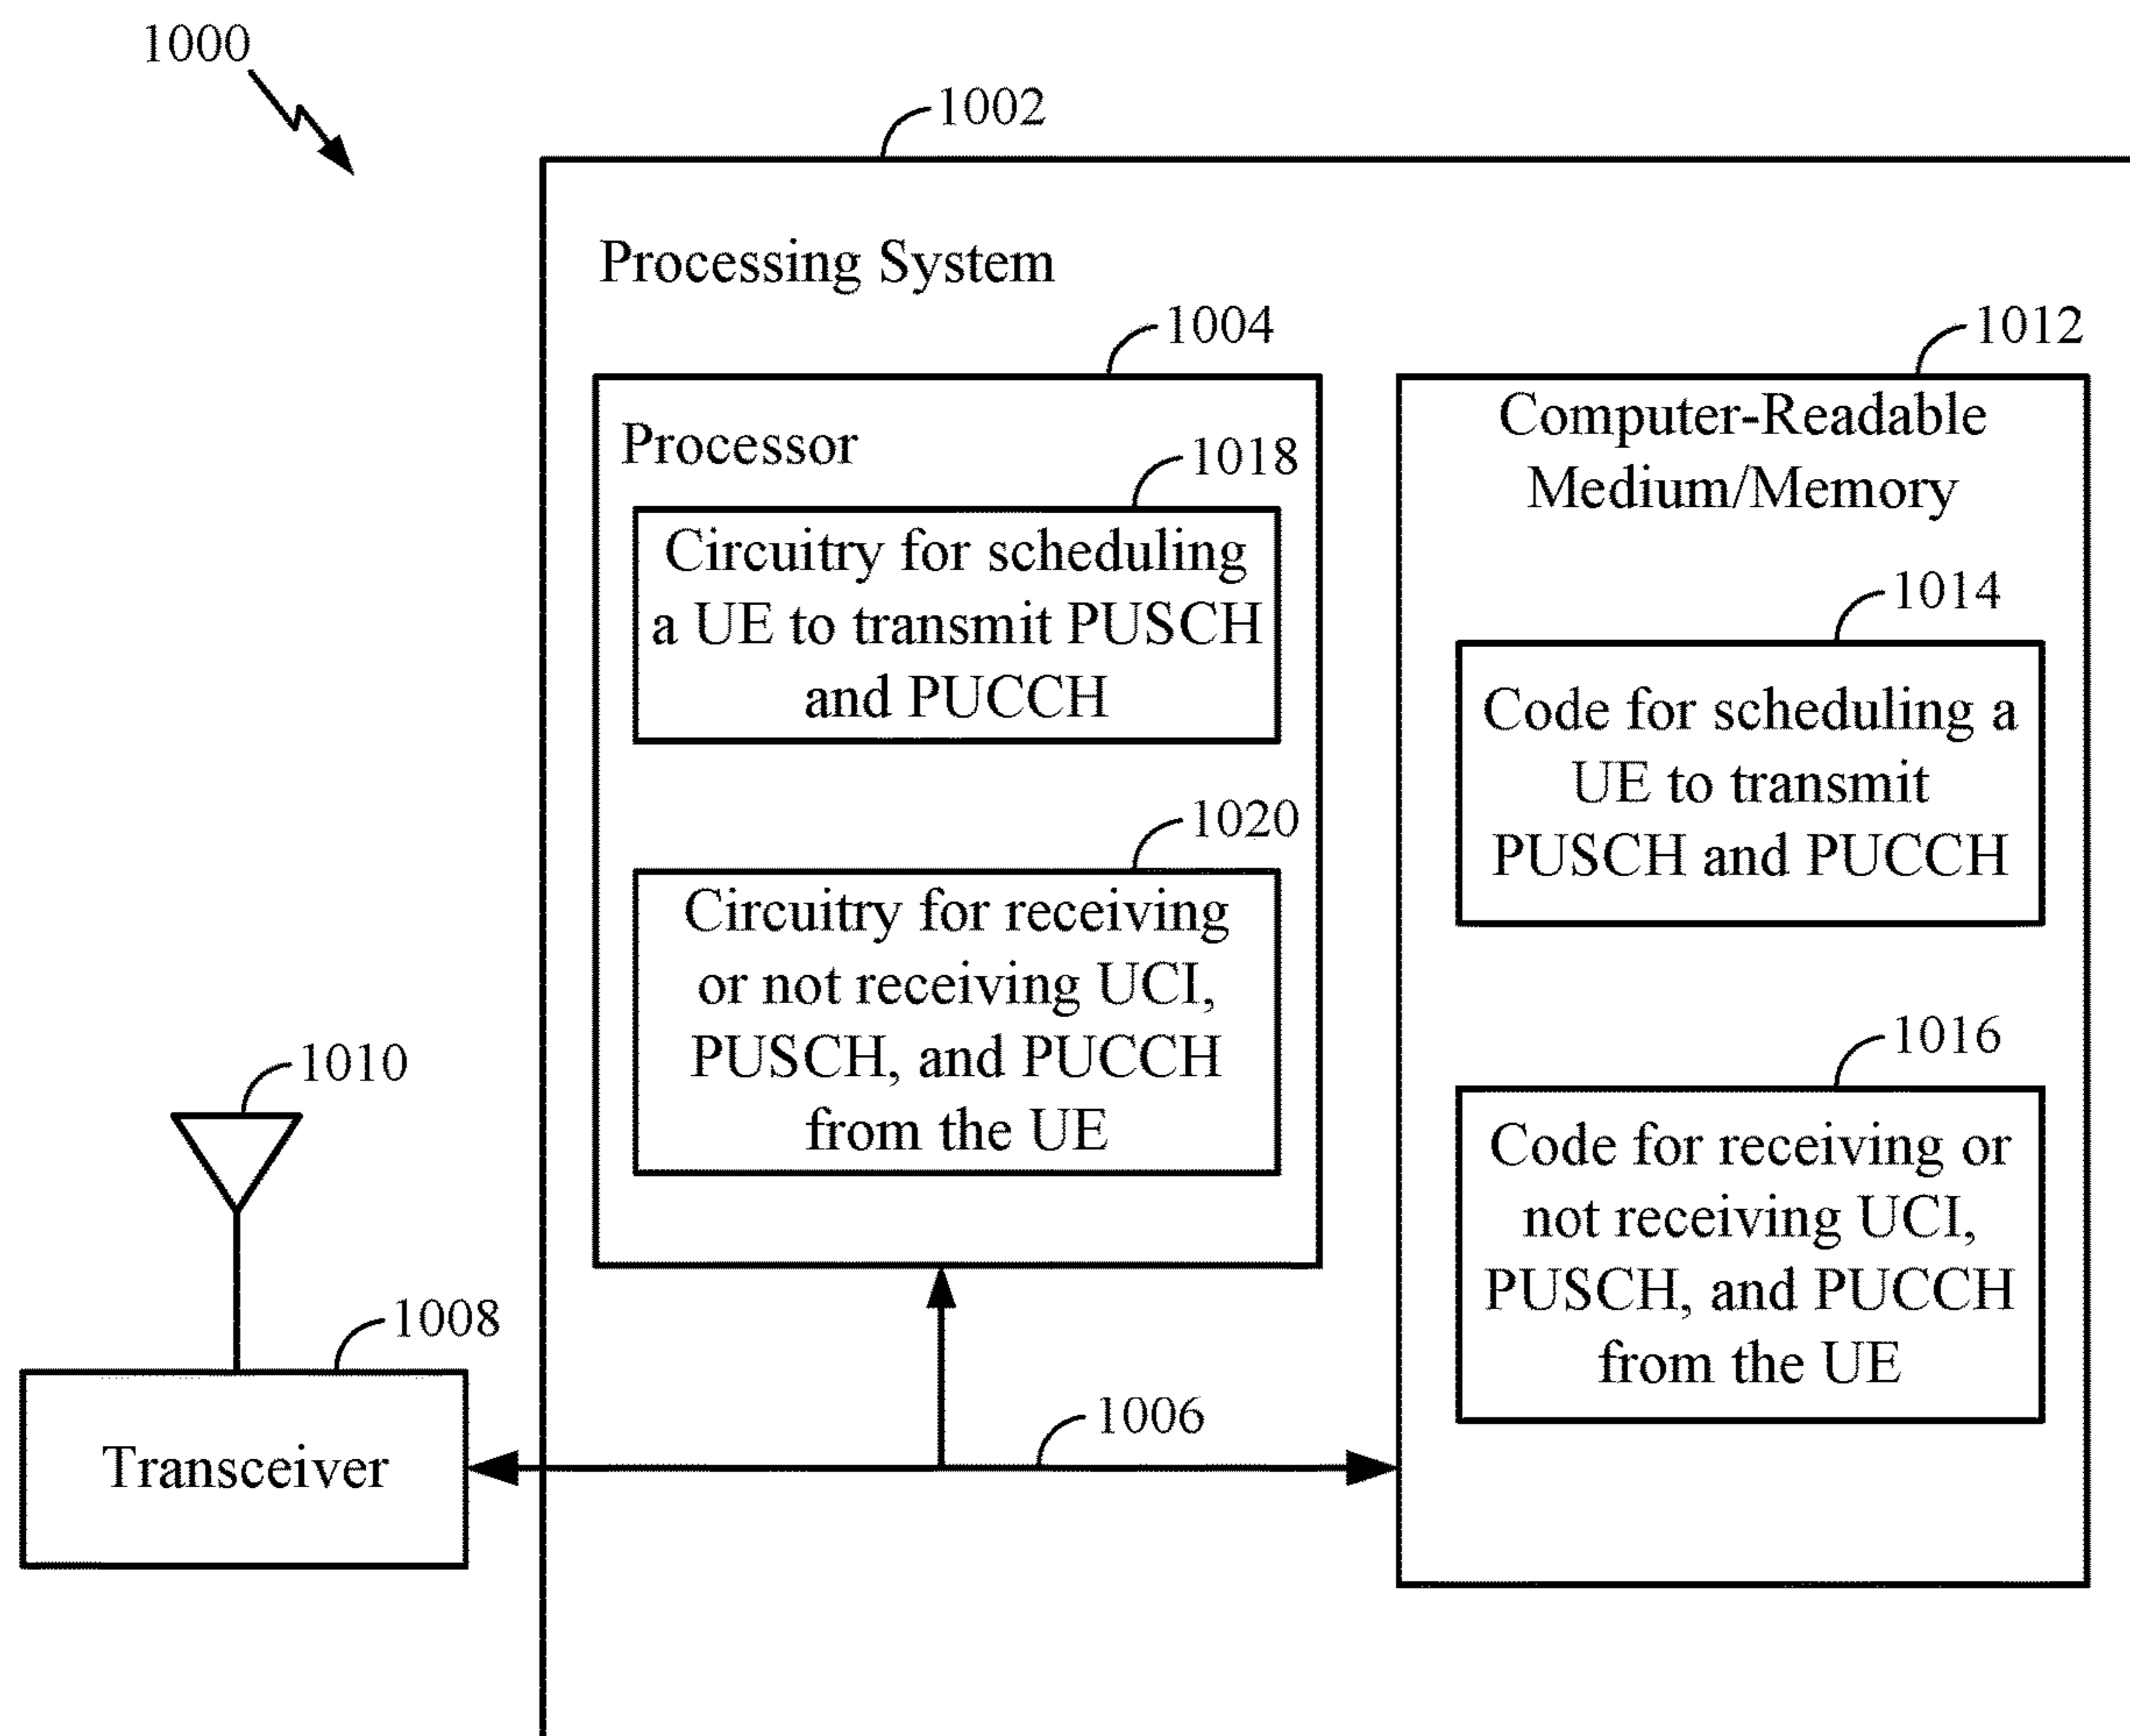 1000
1002
Processing System
1004
Processor
1018
Circuitry for scheduling
a UE to transmit PUSCH
and PUCCH
1020
Circuitry for receiving
or not receiving UCI,
PUSCH, and PUCCH
from the UE
1012
Computer-Readable
Medium/Memory
1014
Code for scheduling a
UE to transmit
PUSCH and PUCCH
1016
Code for receiving or
not receiving UCI,
PUSCH, and PUCCH
from the UE
1010
1008
Transceiver
1006